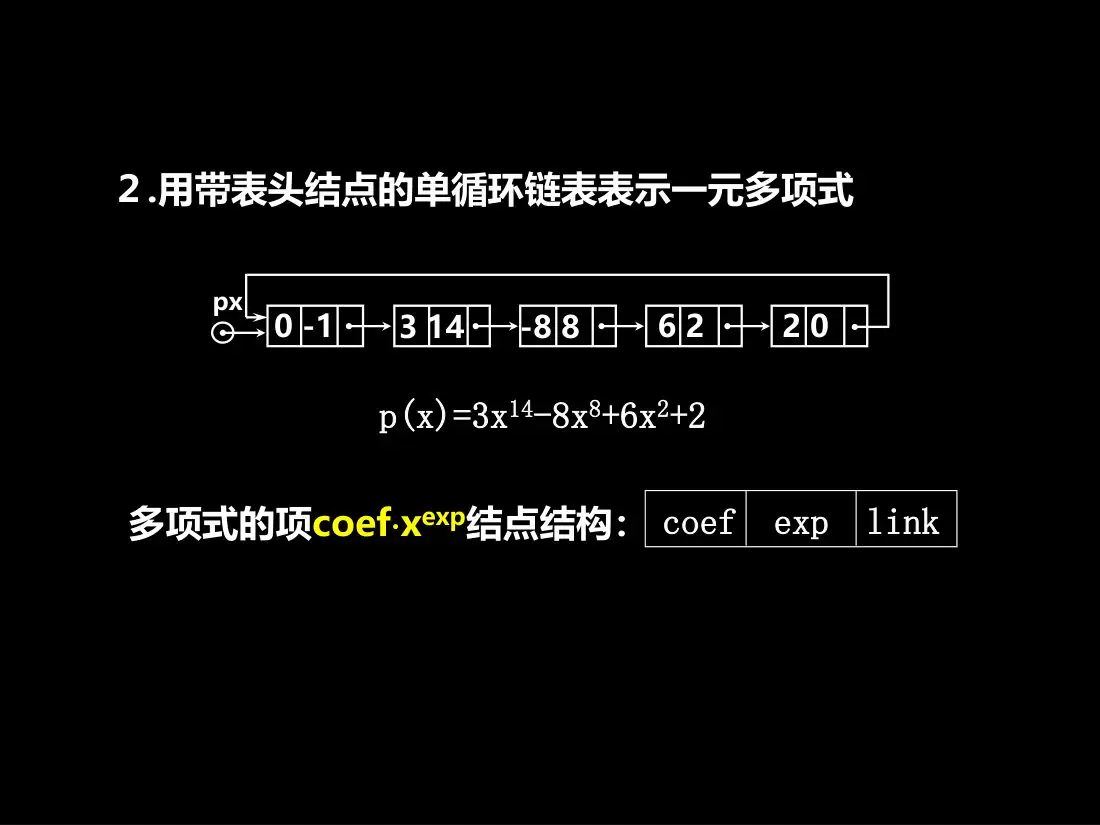 2.用带表头结点的单循环链表表示一元多项式
px
0 -1 3 14 -8 8 6 2 2 0
p(x)=3x¹⁴-8x⁸+6x²+2
多项式的项coef·xᵉˣᵖ结点结构： coef exp link